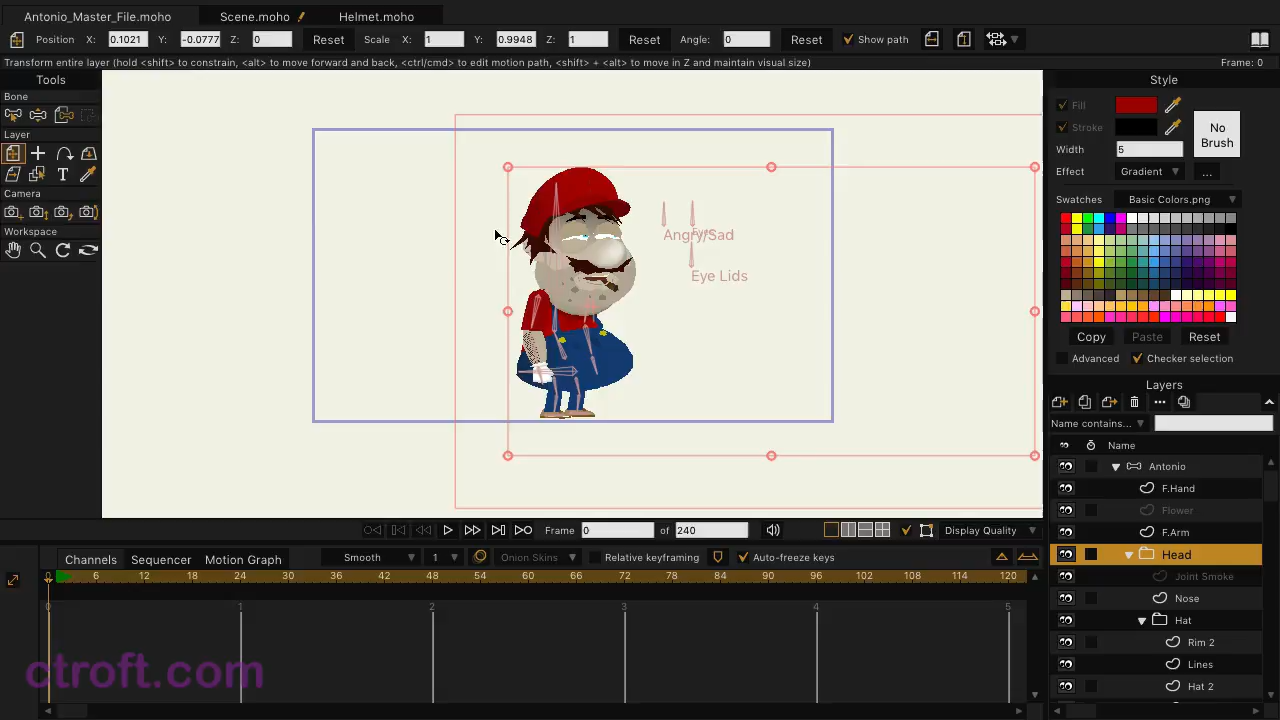 Antonio_Master_File.moho Scene.moho Helmet.moho
Position X: 0.1021 Y: -0.0777 Z: 0 Reset Scale X: 1 Y: 0.9948 Z: 1 Reset Angle: 0 Reset Show path
Transform entire layer (hold <shift> to constrain, <alt> to move forward and back, <ctrl/cmd> to edit motion path, <shift> + <alt> to move in Z and maintain visual size) Frame: 0
Tools
Bone
Layer
Camera
Workspace
Angry/Sad
Eye Lids
Style
Fill
Stroke
No Brush
Width 5
Effect Gradient ...
Swatches Basic Colors.png
Copy Paste Reset
Advanced Checker selection
Layers
Name contains...
Name
Antonio
F.Hand
Flower
F.Arm
Head
Joint Smoke
Nose
Hat
Rim 2
Lines
Hat 2
Frame 0 of 240 Display Quality
Channels Sequencer Motion Graph Smooth 1 Onion Skins Relative keyframing Auto-freeze keys
6 12 18 24 30 36 42 48 54 60 66 72 78 84 90 96 102 108 114 120
0 1 2 3 4 5
ctroft.com